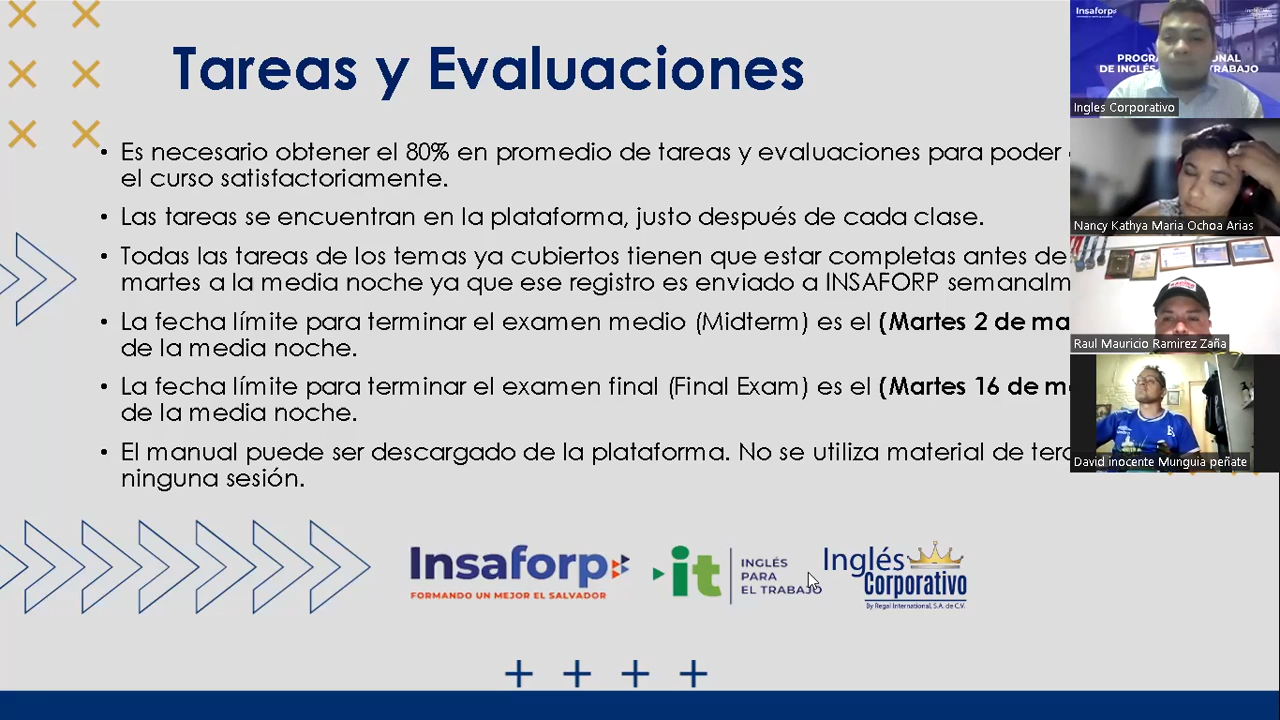 Tareas y Evaluaciones
• Es necesario obtener el 80% en promedio de tareas y evaluaciones para poder
el curso satisfactoriamente.
• Las tareas se encuentran en la plataforma, justo después de cada clase.
• Todas las tareas de los temas ya cubiertos tienen que estar completas antes de
martes a la media noche ya que ese registro es enviado a INSAFORP
• La fecha límite para terminar el examen medio (Midterm) es el (Martes 2 de
de la media noche.
• La fecha límite para terminar el examen final (Final Exam) es el (Martes 16 de
de la media noche.
• El manual puede ser descargado de la plataforma. No se utiliza material de
ninguna sesión.
Insaforp
FORMANDO UN MEJOR EL SALVADOR
it
INGLÉS
PARA
EL TRABAJO
Inglés
Corporativo
By Regal International, S.A. de C.V.
Insaforp
DE INGLÉS TRABAJO
Ingles Corporativo
Nancy Kathya Maria Ochoa Arias
Raul Mauricio Ramirez Zaña
David inocente Munguia peñate